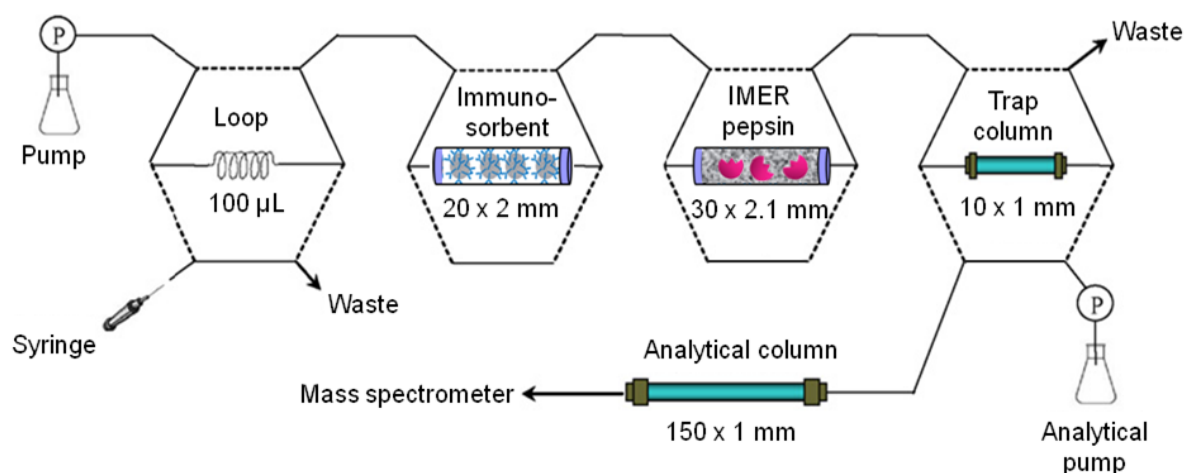 P
Pump
Loop
100 µL
Syringe
Waste
Immuno-
sorbent
20 x 2 mm
IMER
pepsin
30 x 2.1 mm
Trap
column
10 x 1 mm
Waste
P
Analytical
pump
Analytical column
150 x 1 mm
Mass spectrometer